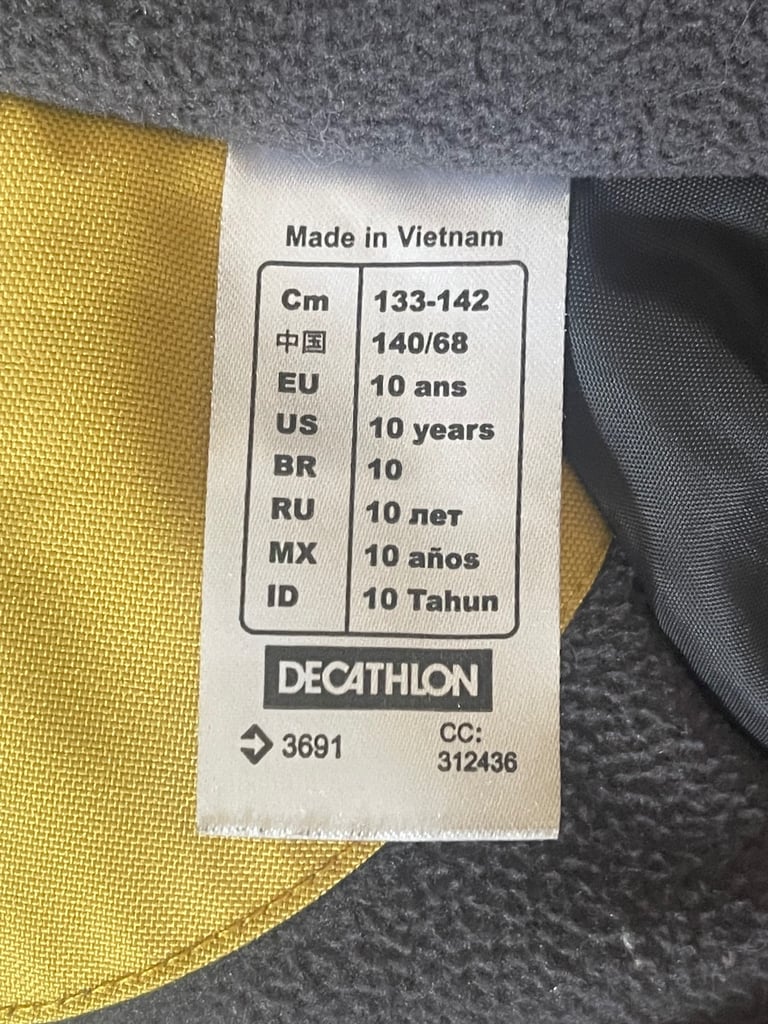 Made in Vietnam
Cm 133-142
中国 140/68
EU 10 ans
US 10 years
BR 10
RU 10 лет
MX 10 años
ID 10 Tahun
DECATHLON
3691 CC:
312436